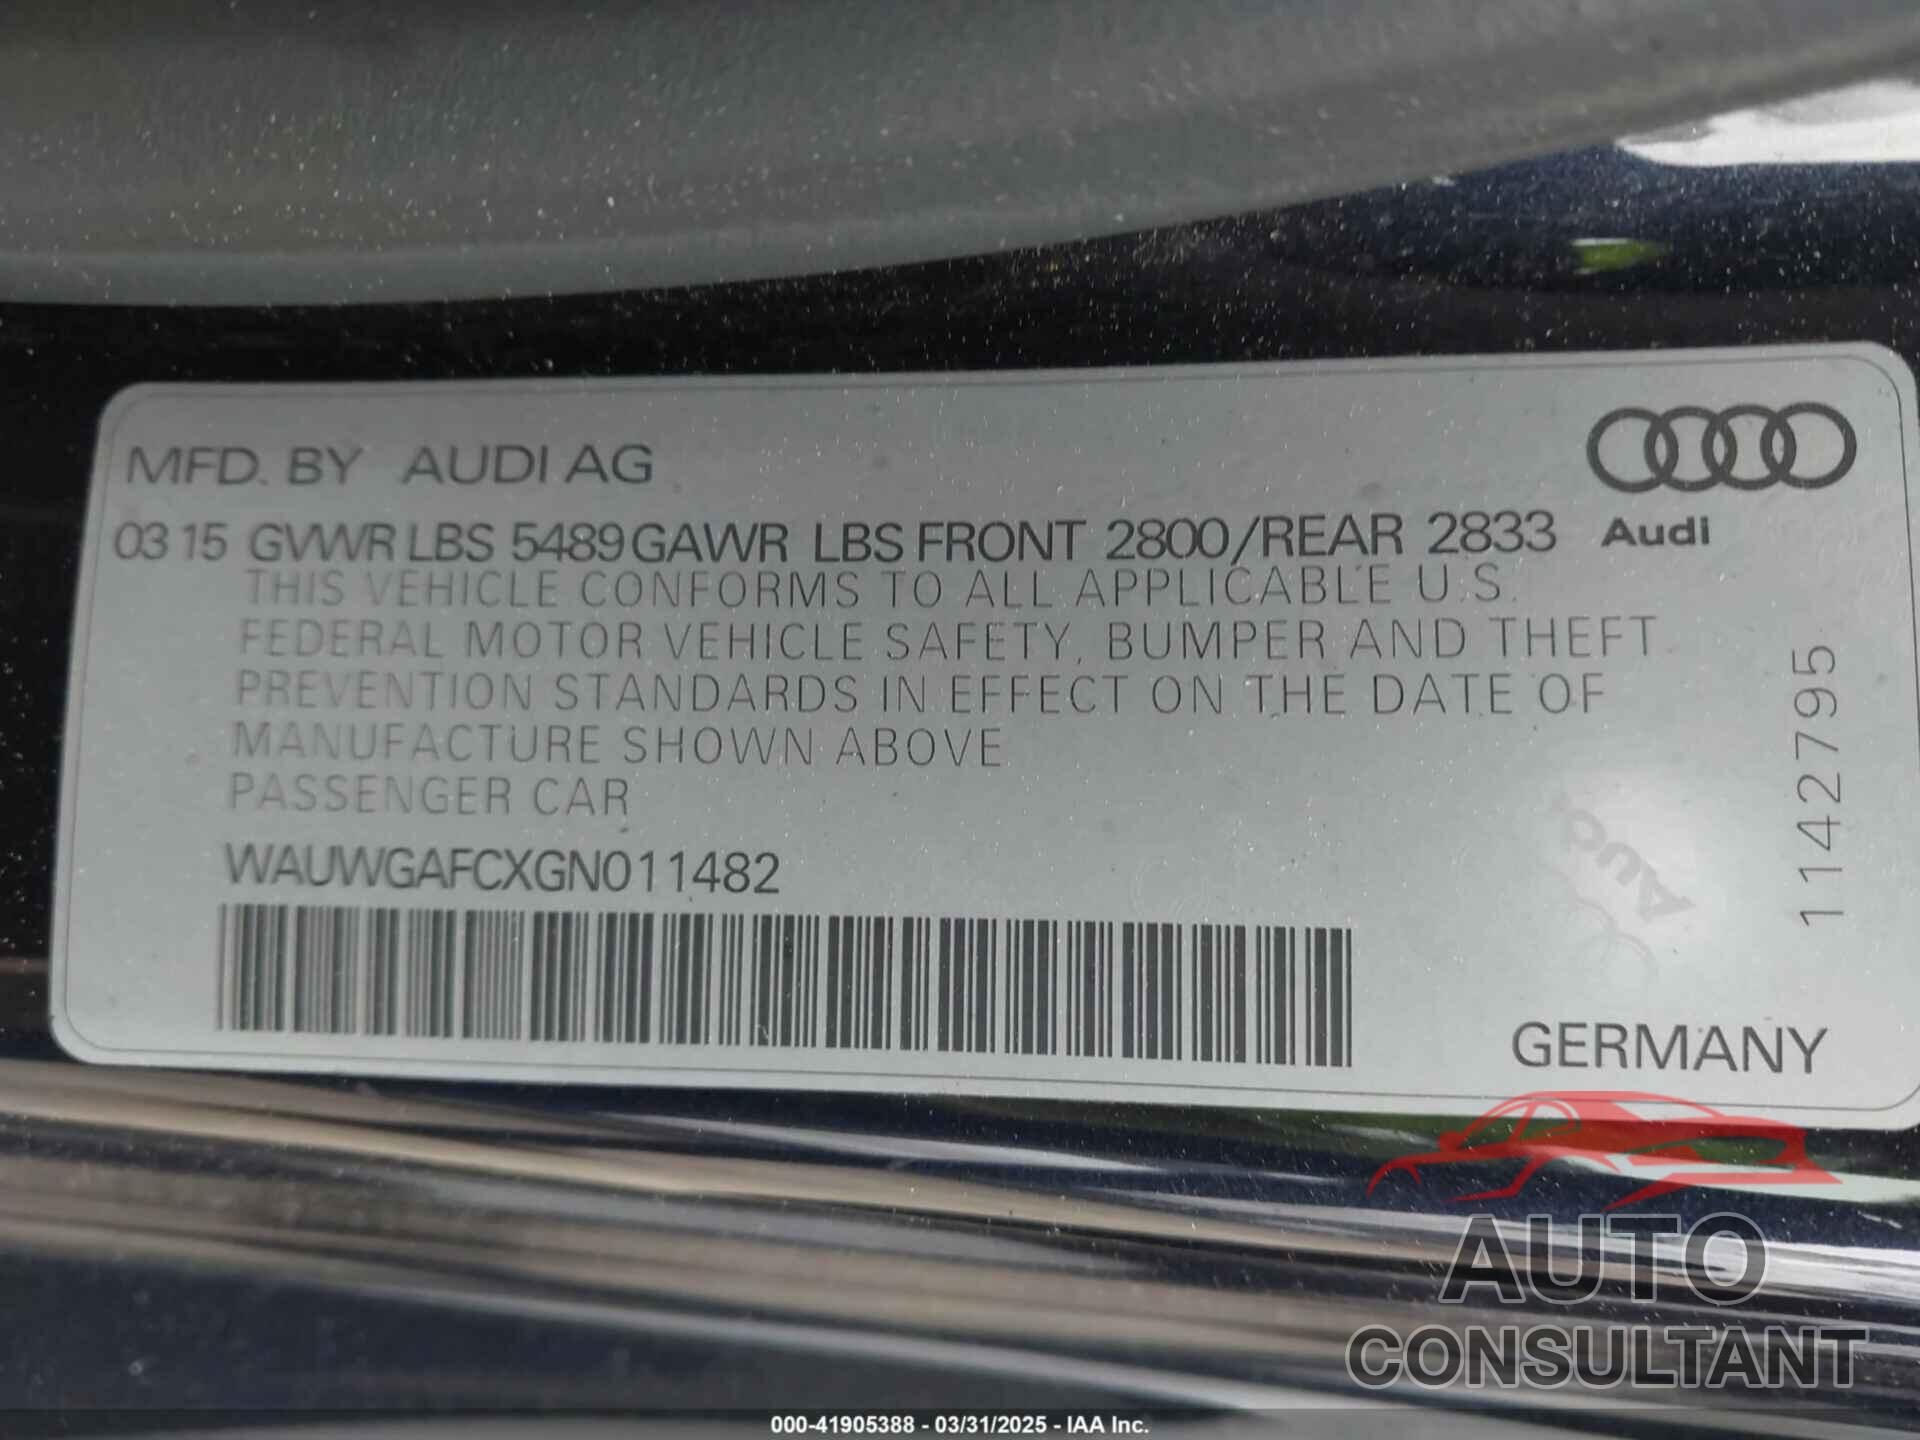 MFD. BY AUDI AG
03 15 GVWR LBS 5489 GAWR LBS FRONT 2800/REAR 2833
Audi
THIS VEHICLE CONFORMS TO ALL APPLICABLE U.S.
FEDERAL MOTOR VEHICLE SAFETY, BUMPER AND THEFT
PREVENTION STANDARDS IN EFFECT ON THE DATE OF
MANUFACTURE SHOWN ABOVE
PASSENGER CAR
WAUWGAFCXGN011482
1142795
Audi
GERMANY
AUTO
CONSULTANT
000-41905388 - 03/31/2025 - IAA Inc.